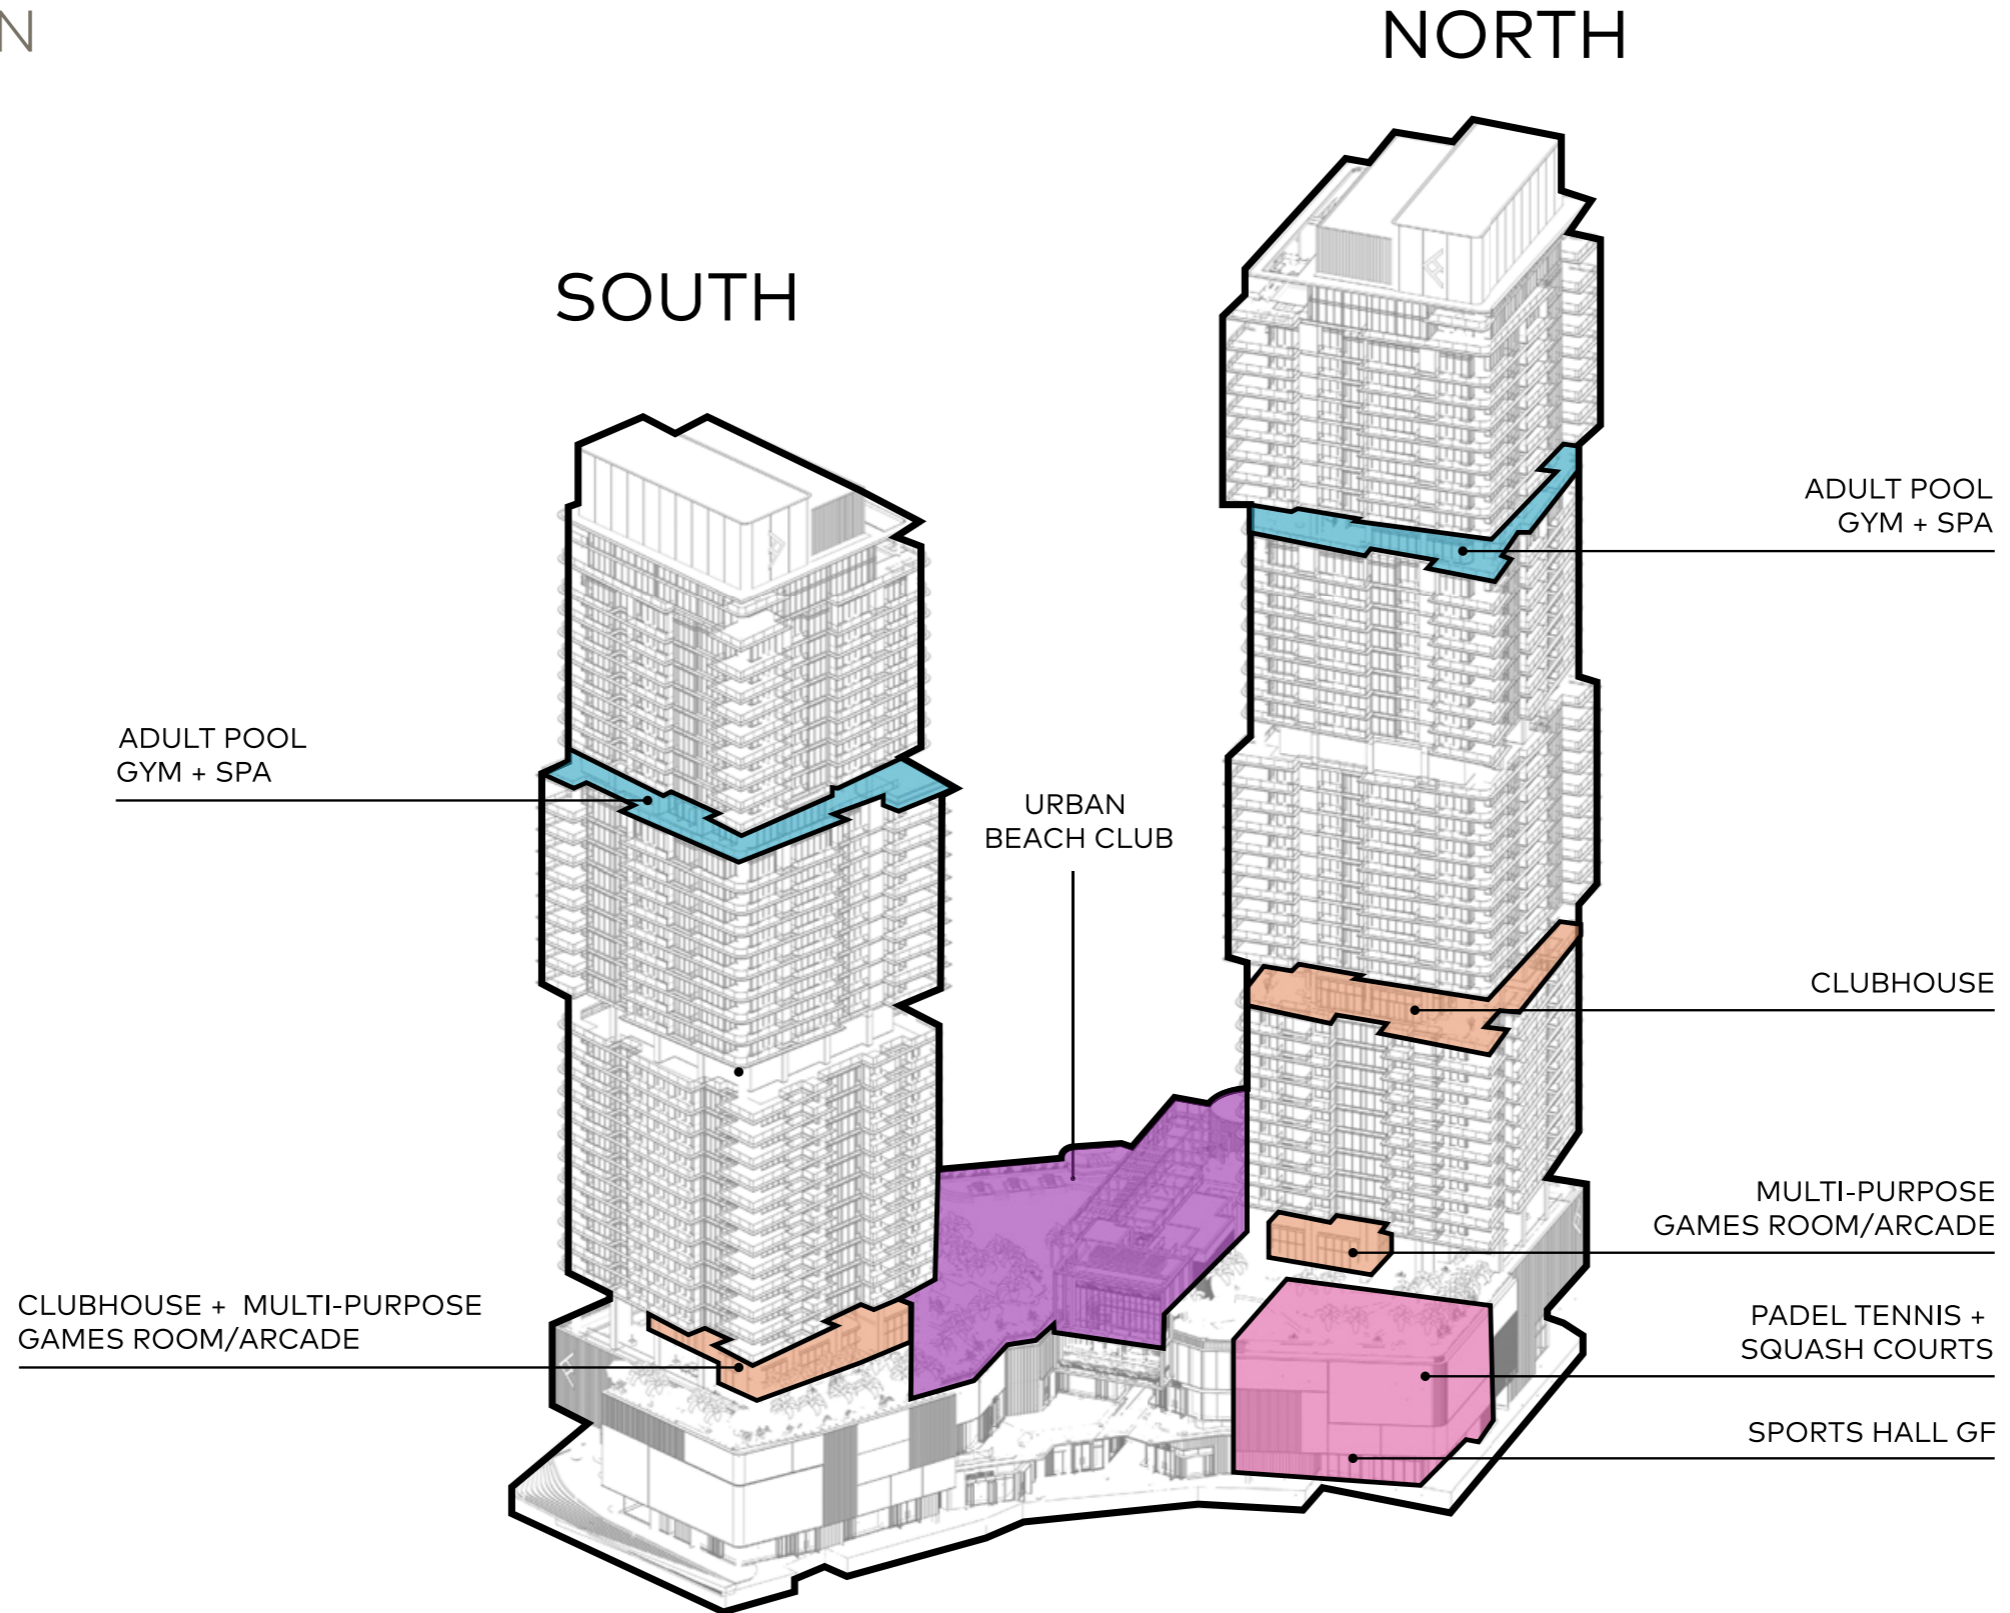 N
NORTH
SOUTH
ADULT POOL
GYM + SPA
ADULT POOL
GYM + SPA
URBAN
BEACH CLUB
CLUBHOUSE
MULTI-PURPOSE
GAMES ROOM/ARCADE
CLUBHOUSE + MULTI-PURPOSE
GAMES ROOM/ARCADE
PADEL TENNIS +
SQUASH COURTS
SPORTS HALL GF